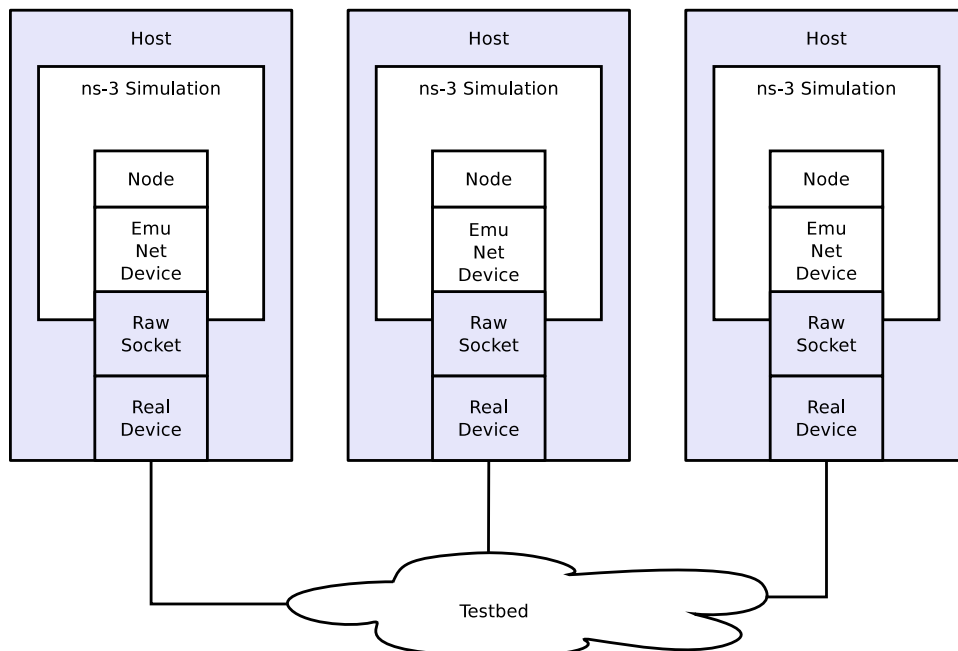 Host
ns-3 Simulation
Node
Emu
Net
Device
Raw
Socket
Real
Device
Host
ns-3 Simulation
Node
Emu
Net
Device
Raw
Socket
Real
Device
Host
ns-3 Simulation
Node
Emu
Net
Device
Raw
Socket
Real
Device
Testbed